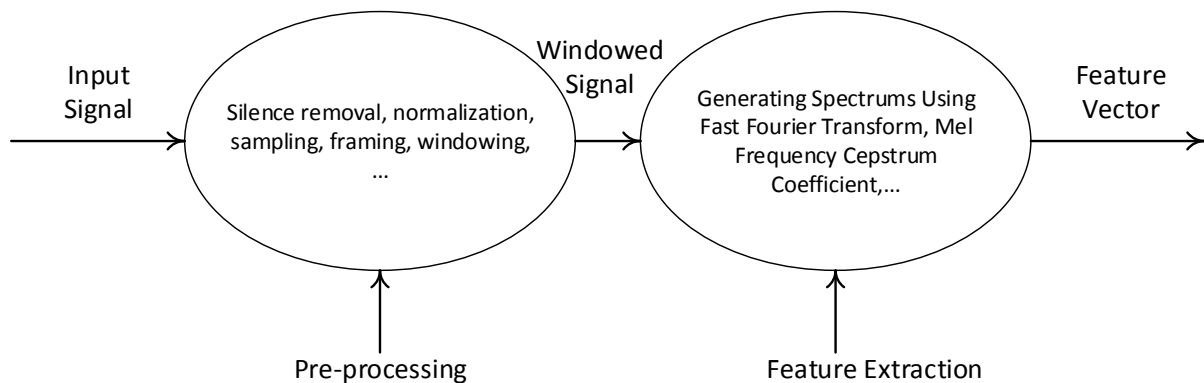 Input
Signal
Silence removal, normalization,
sampling, framing, windowing,
...
Windowed
Signal
Generating Spectrums Using
Fast Fourier Transform, Mel
Frequency Cepstrum
Coefficient,...
Feature
Vector
Pre-processing
Feature Extraction